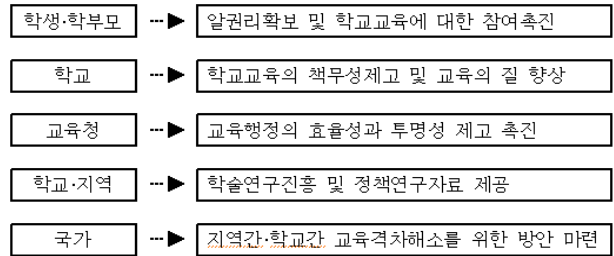 학생·학부모 ┅▶ 알권리확보 및 학교교육에 대한 참여촉진
학교 ┅▶ 학교교육의 책무성제고 및 교육의 질 향상
교육청 ┅▶ 교육행정의 효율성과 투명성 제고 촉진
학교·지역 ┅▶ 학술연구진흥 및 정책연구자료 제공
국가 ┅▶ 지역간·학교간 교육격차해소를 위한 방안 마련